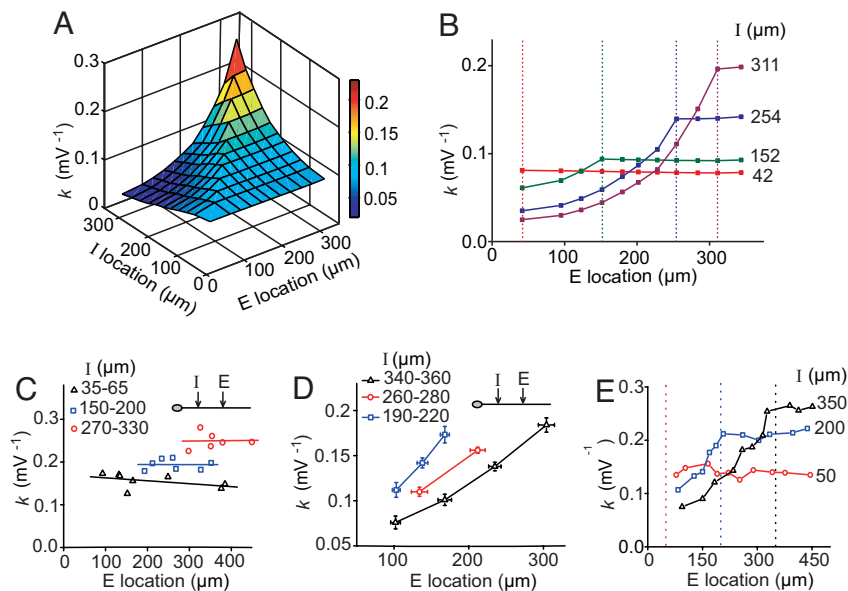 A
k (mV⁻¹)
0.3
0.2
0.1
0
300
200
100
0
I location (µm)
0
100
200
300
E location (µm)
0.2
0.15
0.1
0.05
B
I (µm)
k (mV⁻¹)
0.2
0.1
0.0
0
100
200
300
E location (µm)
311
254
152
42
C
I (µm)
35-65
150-200
270-330
I
E
k (mV⁻¹)
0.3
0.2
0.1
0.0
100
200
300
400
E location (µm)
D
I (µm)
340-360
260-280
190-220
I
E
k (mV⁻¹)
0.2
0.15
0.1
0.05
100
200
300
E location (µm)
E
I (µm)
k (mV⁻¹)
0.3
0.2
0.1
0.0
0
150
300
450
E location (µm)
350
200
50